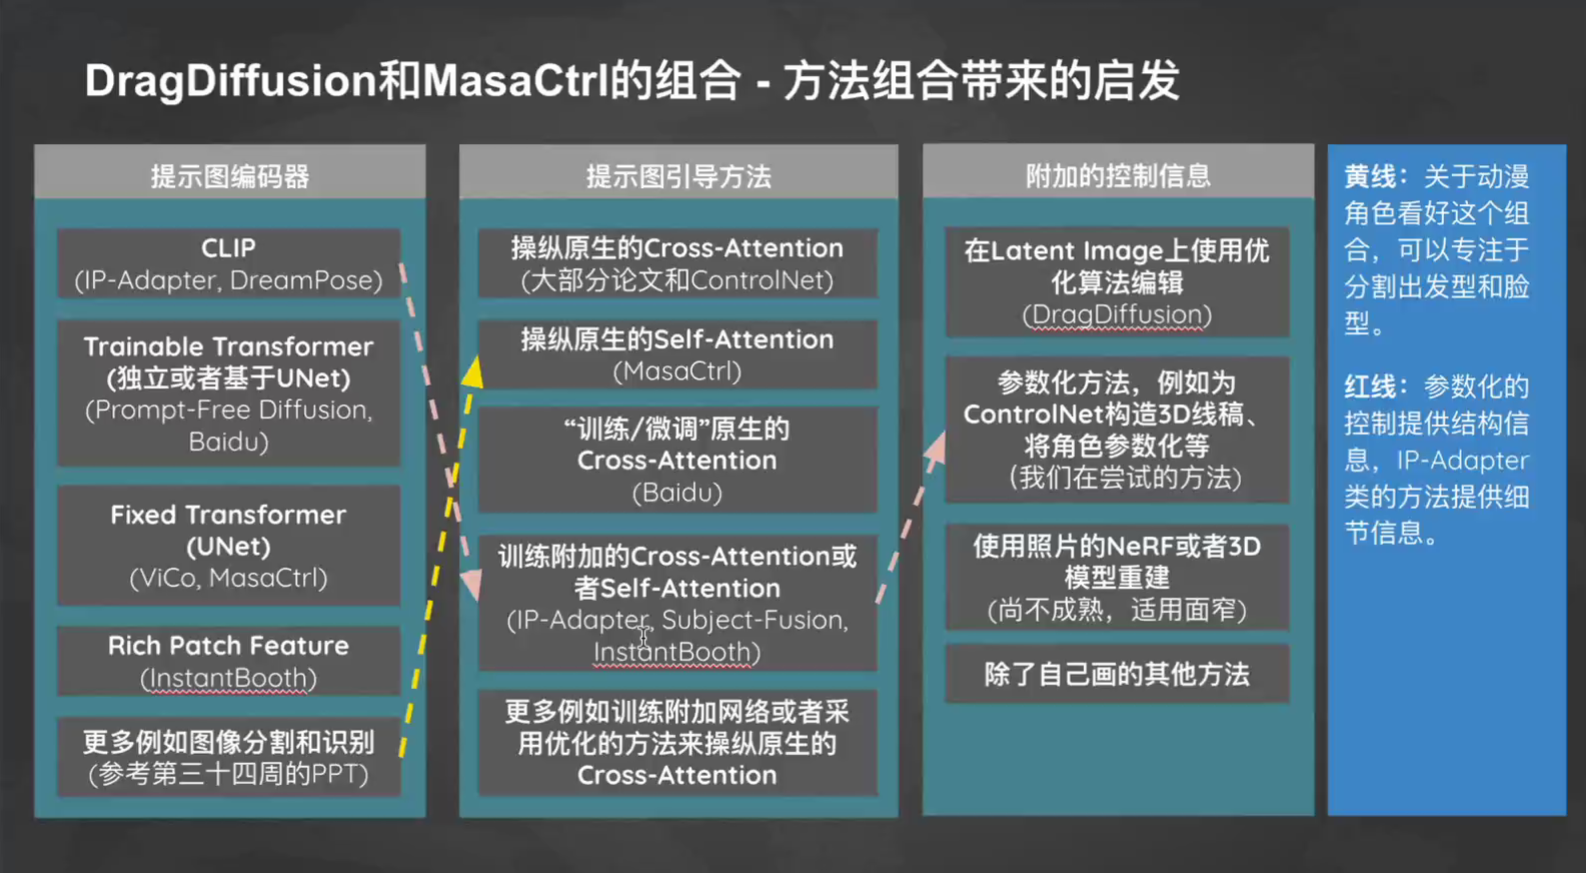 DragDiffusion和MasaCtrl的组合 - 方法组合带来的启发
提示图编码器
CLIP
(IP-Adapter, DreamPose)
Trainable Transformer
(独立或者基于UNet)
(Prompt-Free Diffusion,
Baidu)
Fixed Transformer
(UNet)
(ViCo, MasaCtrl)
Rich Patch Feature
(InstantBooth)
更多例如图像分割和识别
(参考第三十四周的PPT)
提示图引导方法
操纵原生的Cross-Attention
(大部分论文和ControlNet)
操纵原生的Self-Attention
(MasaCtrl)
“训练/微调”原生的
Cross-Attention
(Baidu)
训练附加的Cross-Attention或
者Self-Attention
(IP-Adapter, Subject-Fusion,
InstantBooth)
更多例如训练附加网络或者采
用优化的方法来操纵原生的
Cross-Attention
附加的控制信息
在Latent Image上使用优
化算法编辑
(DragDiffusion)
参数化方法，例如为
ControlNet构造3D线稿、
将角色参数化等
（我们在尝试的方法)
使用照片的NeRF或者3D
模型重建
(尚不成熟，适用面窄)
除了自己画的其他方法
黄线：关于动漫
角色看好这个组
合，可以专注于
分割出发型和脸
型。
红线：参数化的
控制提供结构信
息，IP-Adapter
类的方法提供细
节信息。